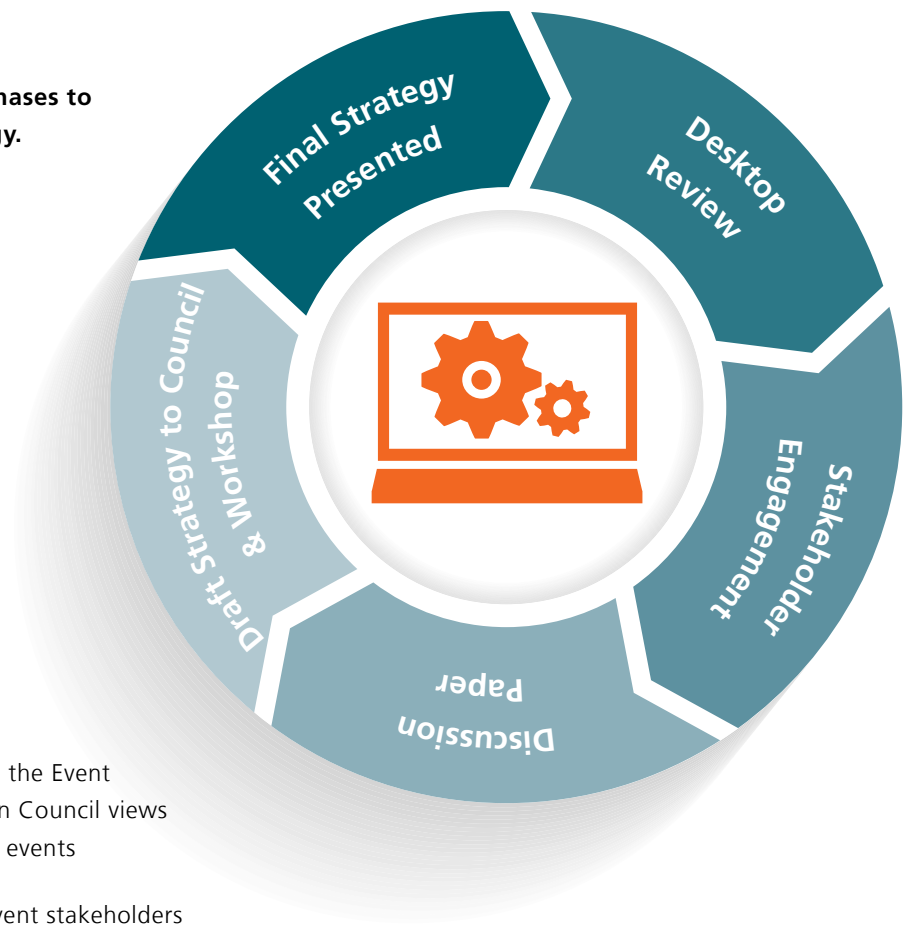 hases to
gy.
Final Strategy
Presented
Desktop
Review
Stakeholder
Engagement
Discussion
Paper
Draft Strategy to Council
& Workshop
the Event
n Council views
events
vent stakeholders